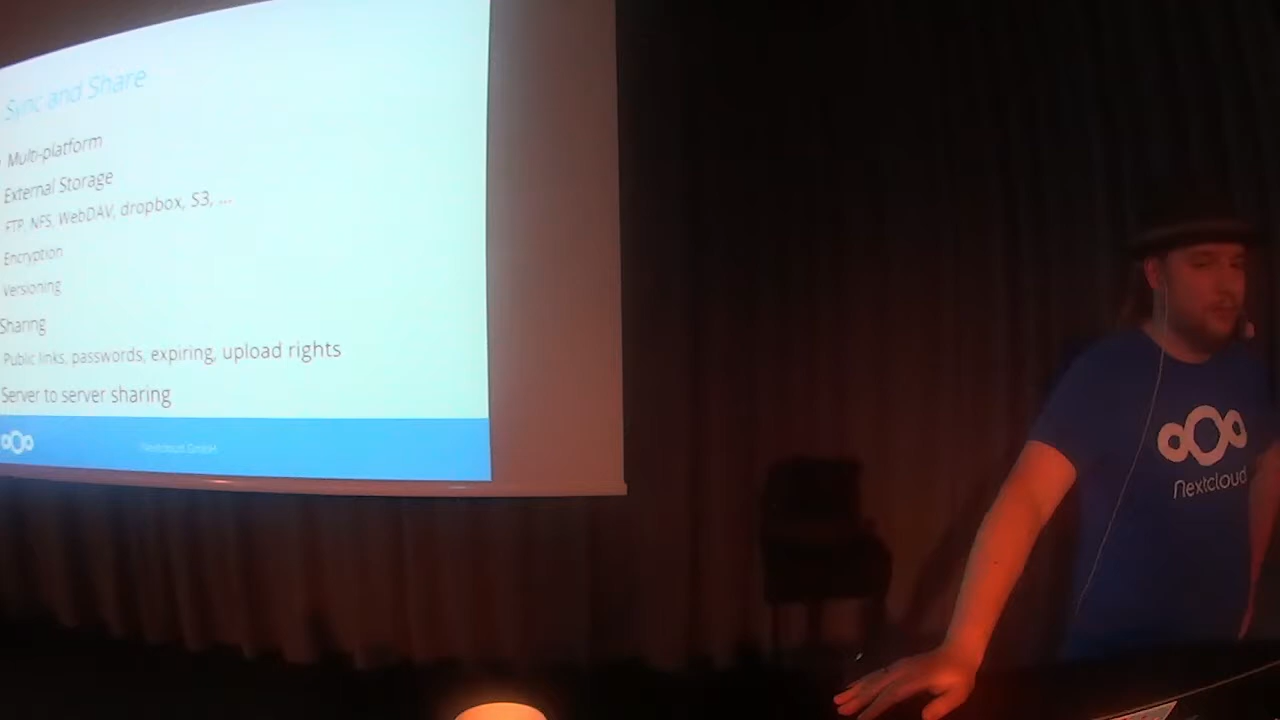 Sync and Share
Multi-platform
External Storage
FTP, NFS, WebDAV, dropbox, S3, ...
Encryption
Versioning
Sharing
Public links, passwords, expiring, upload rights
Server to server sharing
Nextcloud GmbH
Nextcloud